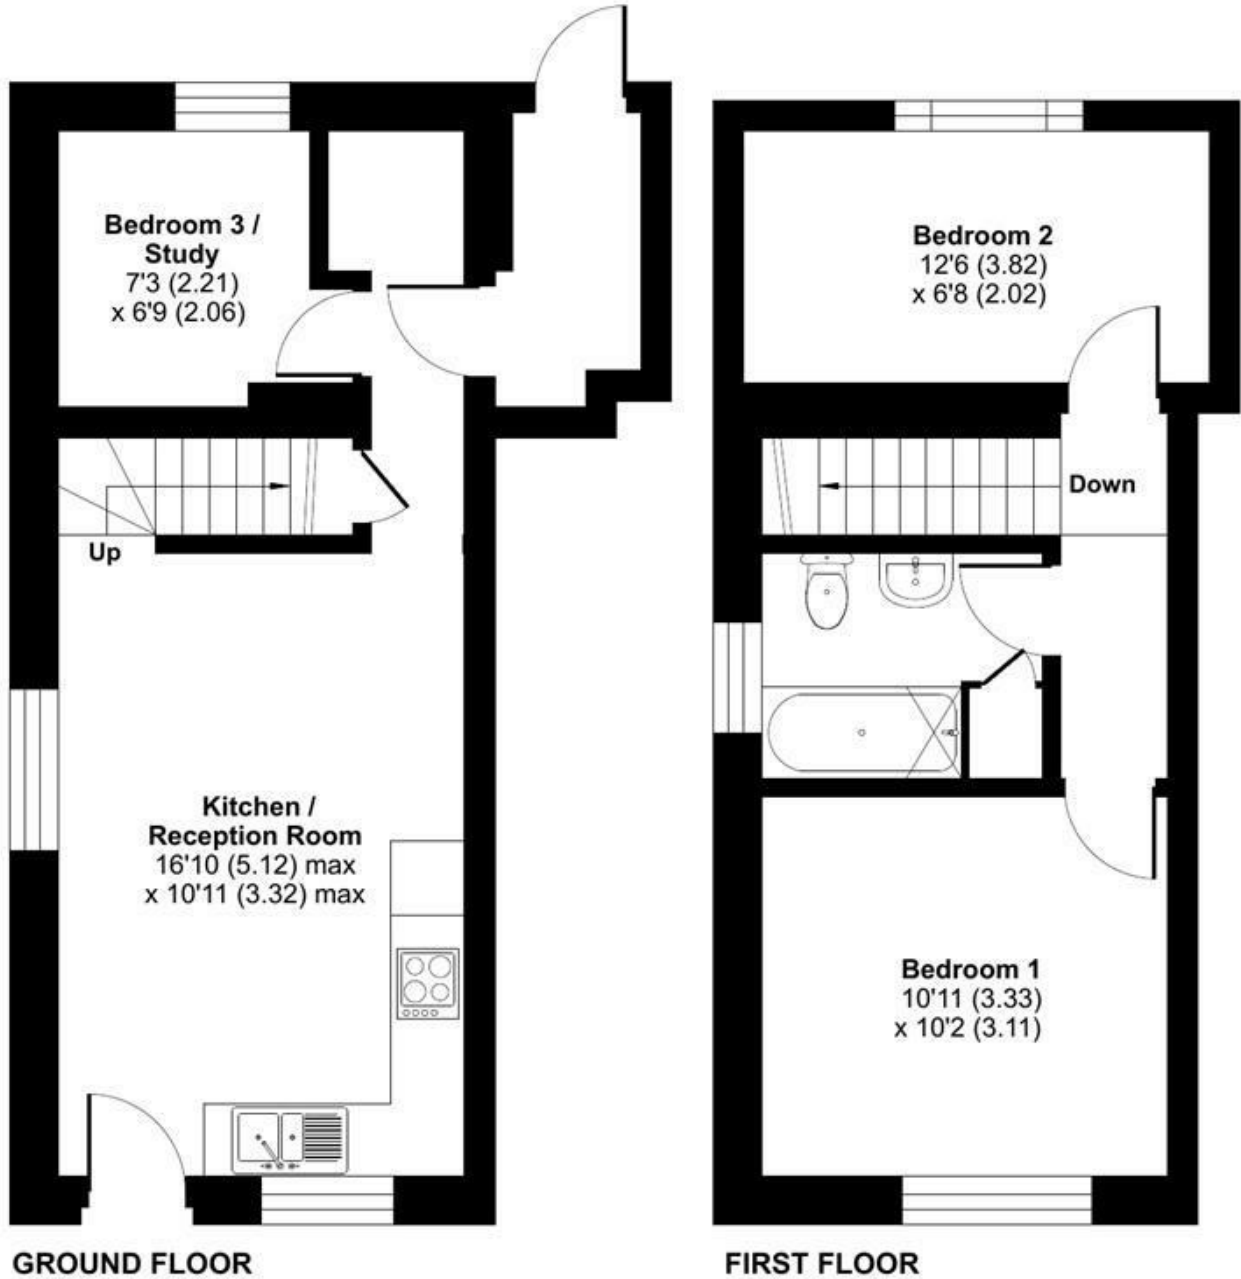 Bedroom 3 /
Study
7'3 (2.21)
x 6'9 (2.06)
Up
Kitchen /
Reception Room
16'10 (5.12) max
x 10'11 (3.32) max
GROUND FLOOR
Bedroom 2
12'6 (3.82)
x 6'8 (2.02)
Down
Bedroom 1
10'11 (3.33)
x 10'2 (3.11)
FIRST FLOOR